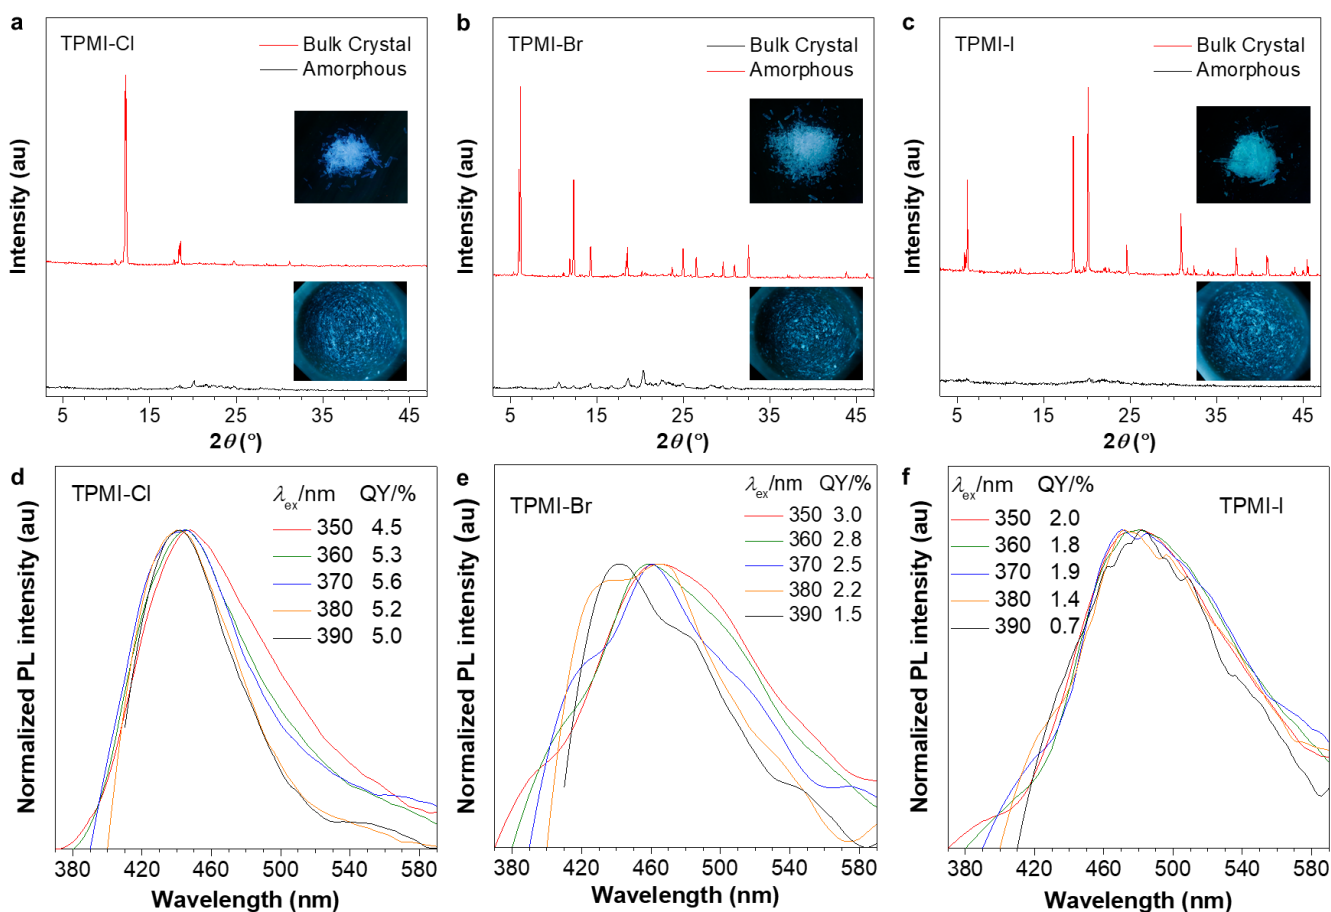 a
TPMI-Cl
Bulk Crystal
Amorphous
Intensity (au)
5 15 25 35 45
2θ (°)
b
TPMI-Br
Bulk Crystal
Amorphous
Intensity (au)
5 15 25 35 45
2θ (°)
c
TPMI-I
Bulk Crystal
Amorphous
Intensity (au)
5 15 25 35 45
2θ (°)
d
TPMI-Cl
λex/nm QY/%
350 4.5
360 5.3
370 5.6
380 5.2
390 5.0
Normalized PL intensity (au)
380 420 460 500 540 580
Wavelength (nm)
e
TPMI-Br
λex/nm QY/%
350 3.0
360 2.8
370 2.5
380 2.2
390 1.5
Normalized PL intensity (au)
380 420 460 500 540 580
Wavelength (nm)
f
λex/nm QY/%
TPMI-I
350 2.0
360 1.8
370 1.9
380 1.4
390 0.7
Normalized PL intensity (au)
380 420 460 500 540 580
Wavelength (nm)